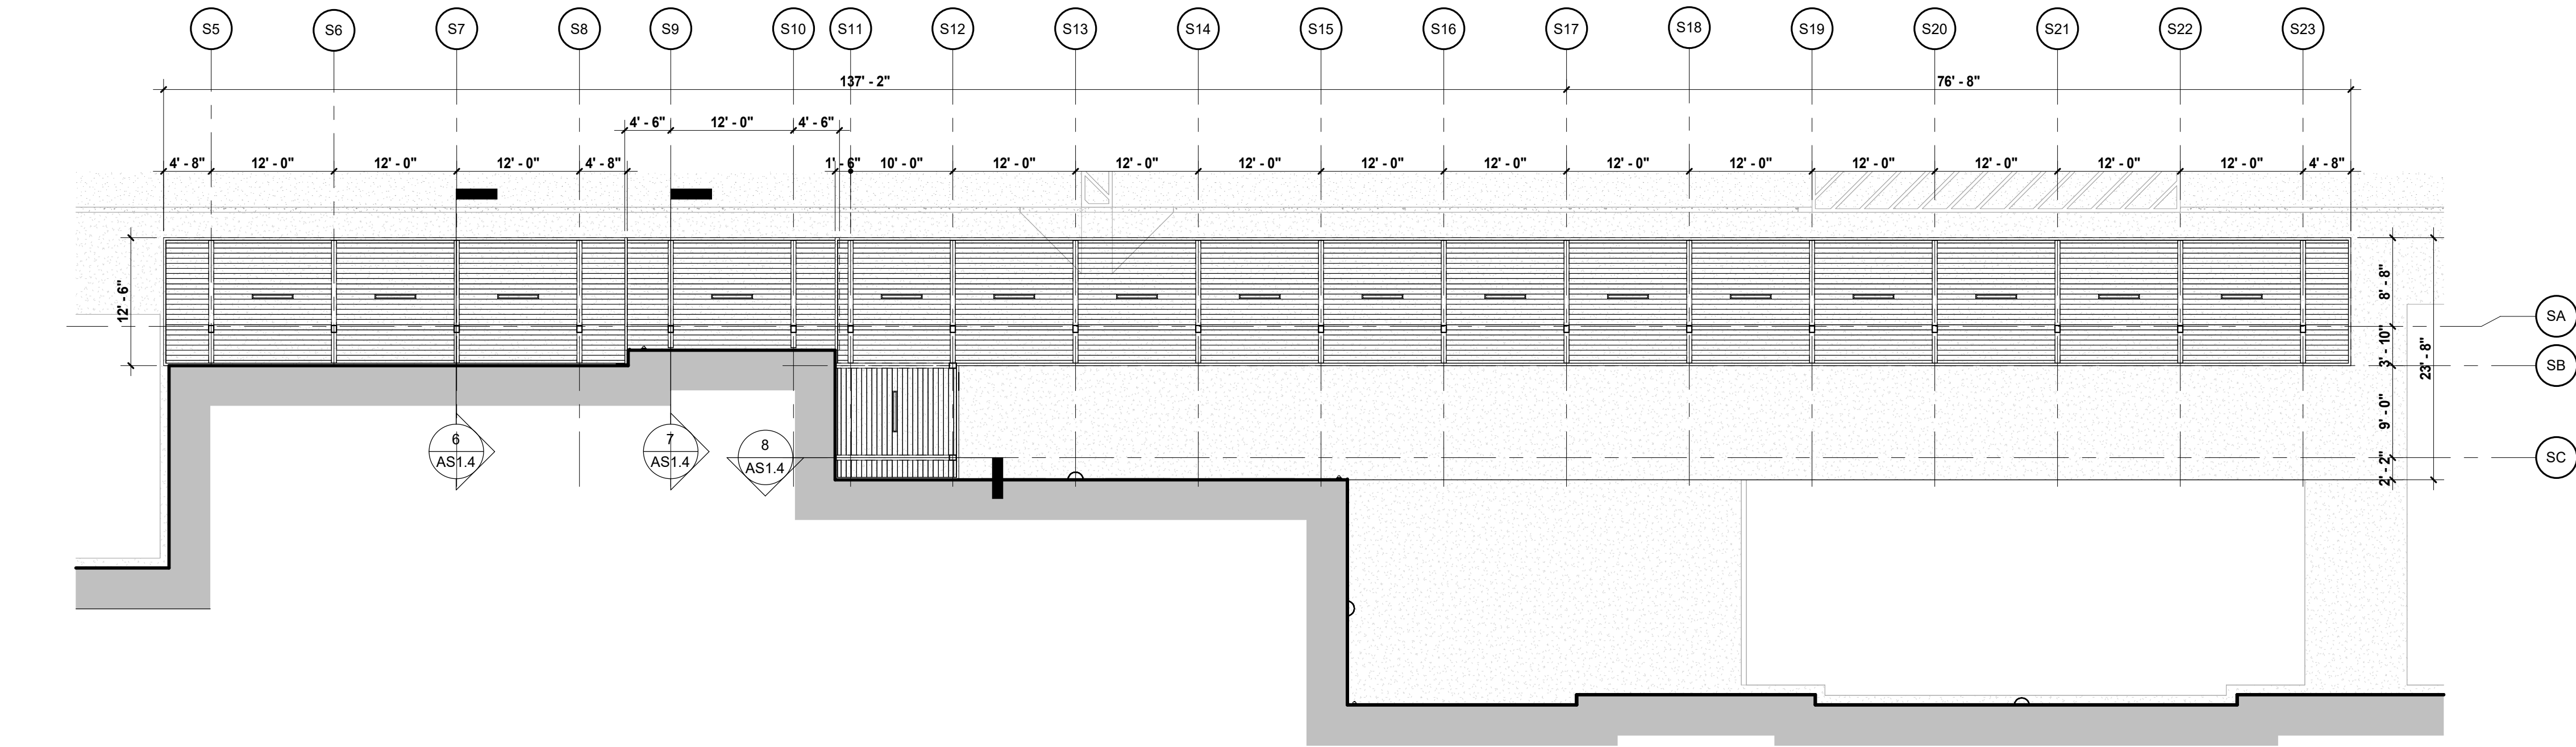 S5 S6 S7 S8 S9 S10 S11 S12 S13 S14 S15 S16 S17 S18 S19 S20 S21 S22 S23
137' - 2" 76' - 8"
4' - 6" 12' - 0" 4' - 6"
4' - 8" 12' - 0" 12' - 0" 12' - 0" 4' - 8" 1' - 6" 10' - 0" 12' - 0" 12' - 0" 12' - 0" 12' - 0" 12' - 0" 12' - 0" 12' - 0" 12' - 0" 12' - 0" 12' - 0" 12' - 0" 4' - 8"
12' - 6"
8' - 8"
3' - 10"
23' - 8"
9' - 0"
2' - 2"
SA
SB
SC
6
AS1.4
7
AS1.4
8
AS1.4